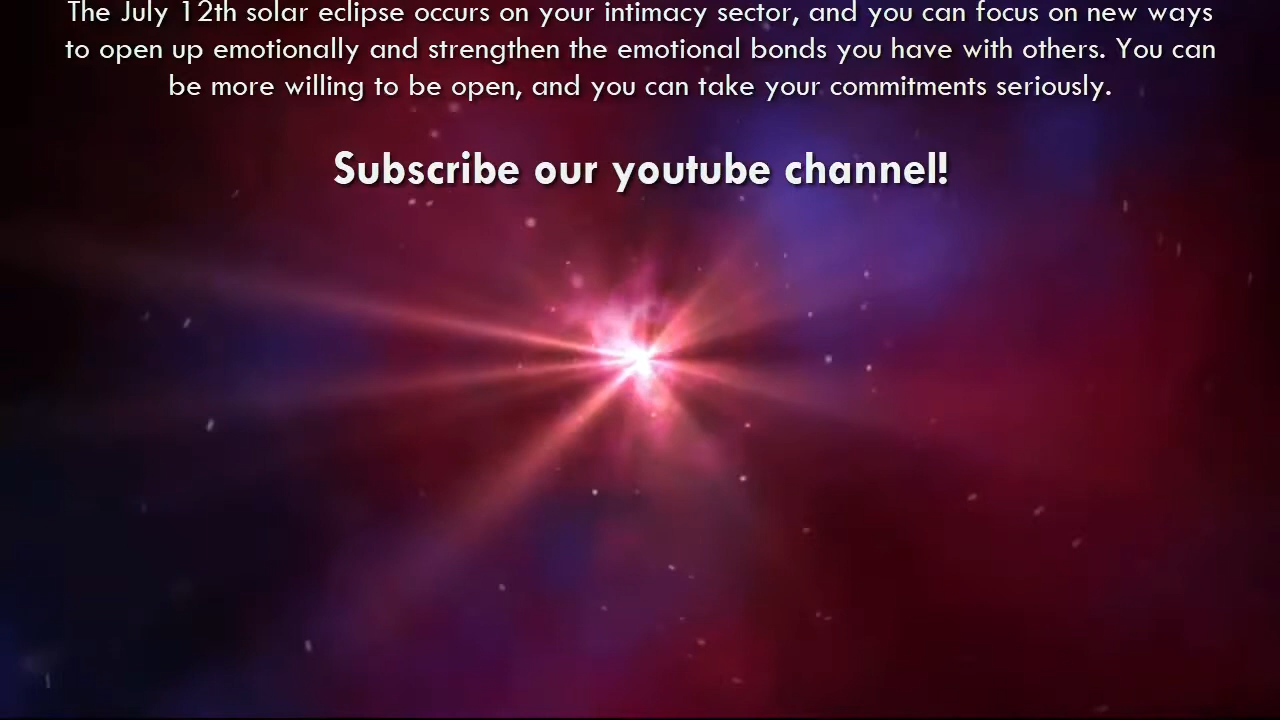 The July 12th solar eclipse occurs on your intimacy sector, and you can focus on new ways
to open up emotionally and strengthen the emotional bonds you have with others. You can
be more willing to be open, and you can take your commitments seriously.
Subscribe our youtube channel!